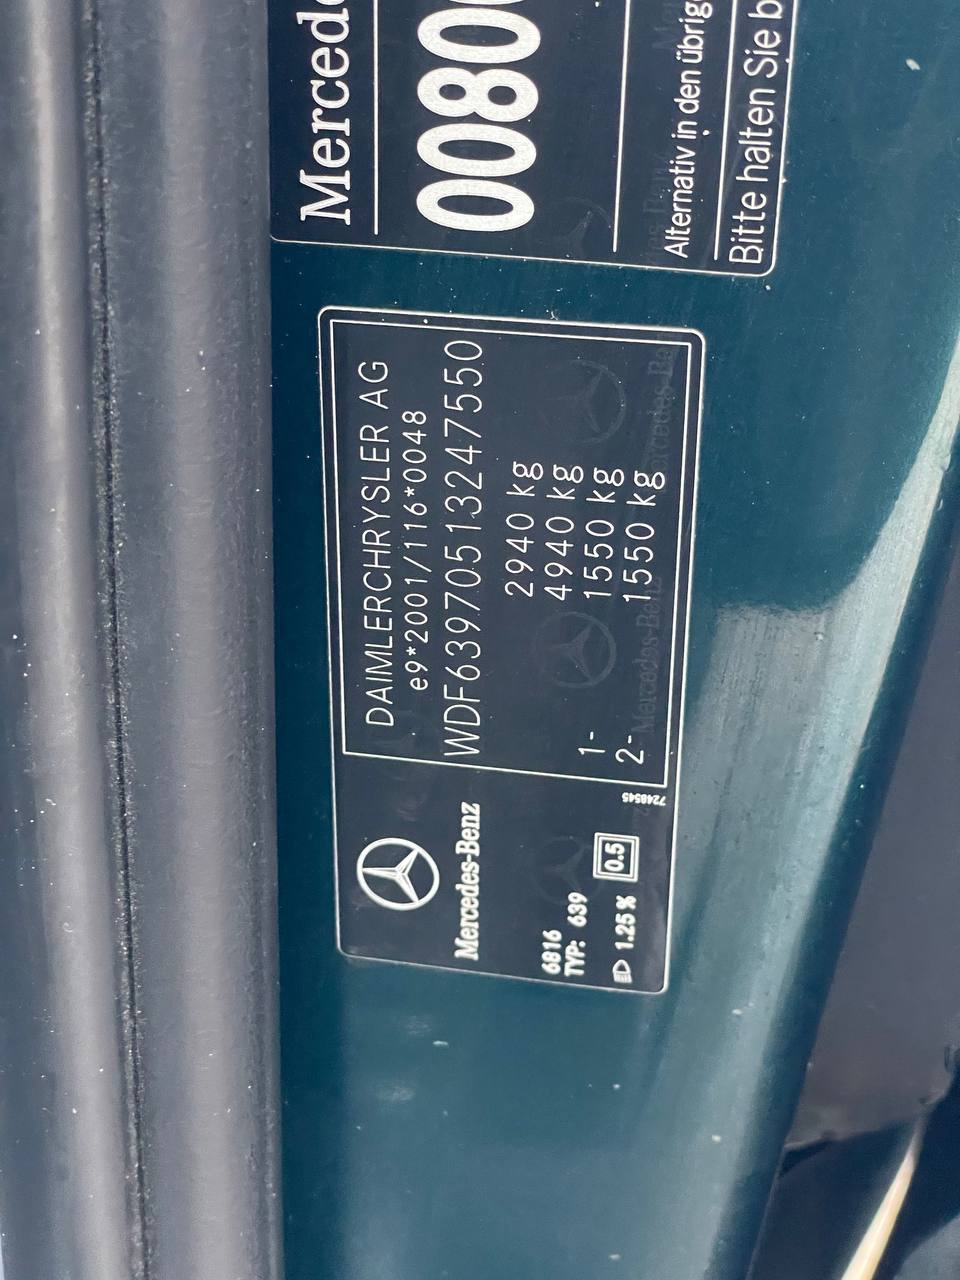 DAIMLERCHRYSLER AG
e9*2001/116*0048
WDF63970513247550
2940 kg
4940 kg
1- 1550 kg
2- 1550 kg
Mercedes-Benz
6816
TYP: 639
1.25 % 0.5
7248545
Merced
0080
Alternativ in den übrig
Bitte halten Sie b